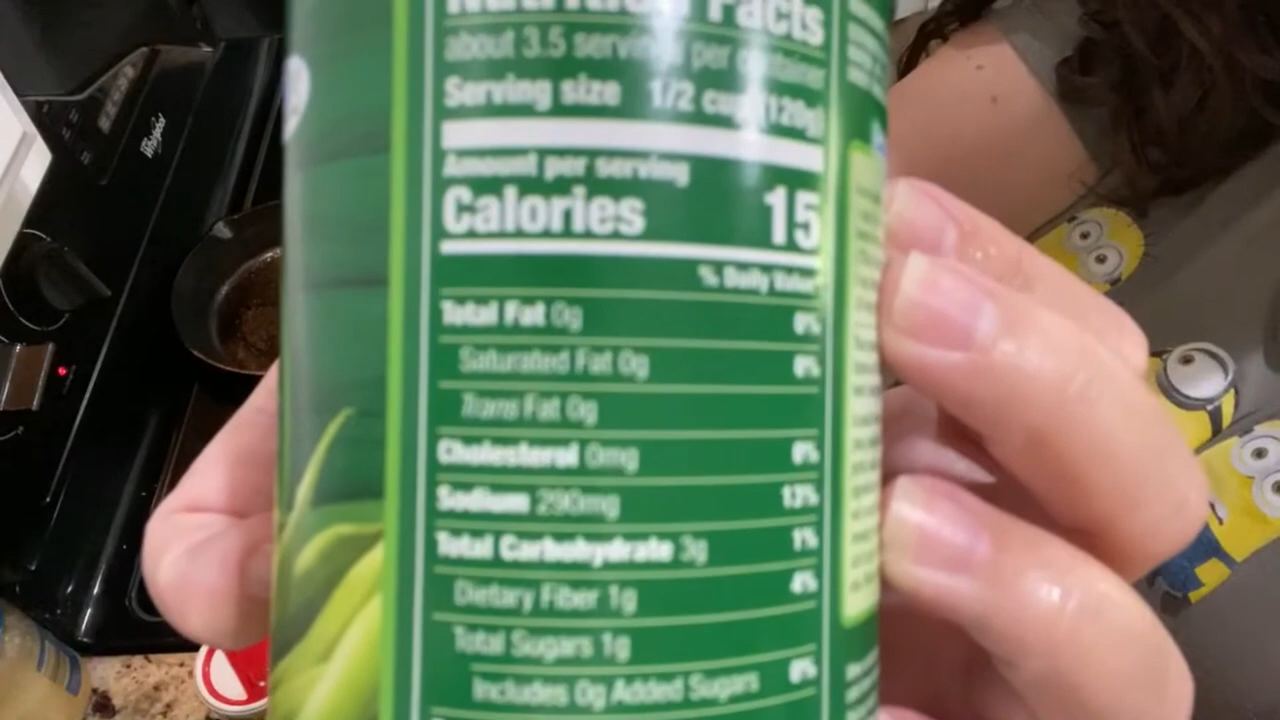 Whirlpool
Nutrition Facts
about 3.5 servings per container
Serving size 1/2 cup (120g)
Amount per serving
Calories 15
% Daily Value
Total Fat 0g 0%
Saturated Fat 0g 0%
Trans Fat 0g
Cholesterol 0mg 0%
Sodium 290mg 13%
Total Carbohydrate 3g 1%
Dietary Fiber 1g 4%
Total Sugars 1g
Includes 0g Added Sugars 0%